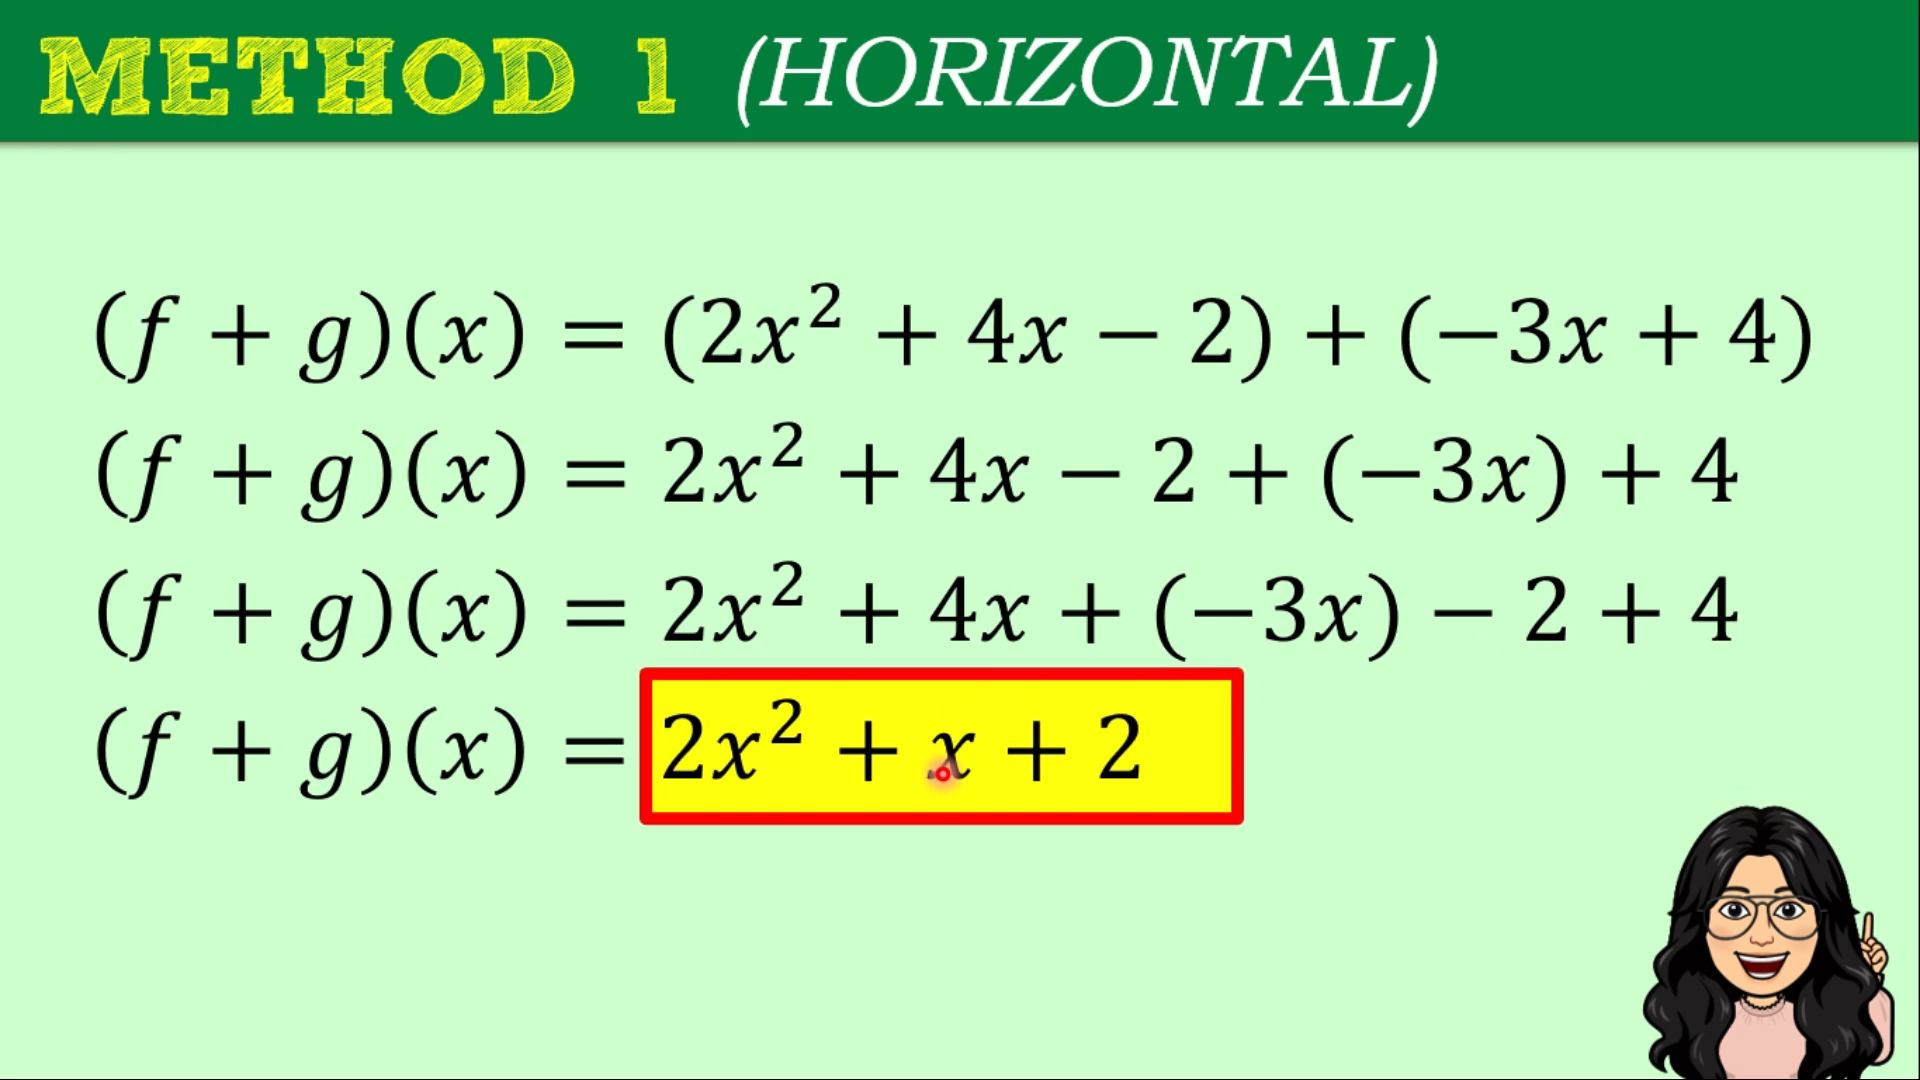 METHOD 1 (HORIZONTAL)
(f + g)(x) = (2x² + 4x − 2) + (−3x + 4)
(f + g)(x) = 2x² + 4x − 2 + (−3x) + 4
(f + g)(x) = 2x² + 4x + (−3x) − 2 + 4
(f + g)(x) = 2x² + x + 2